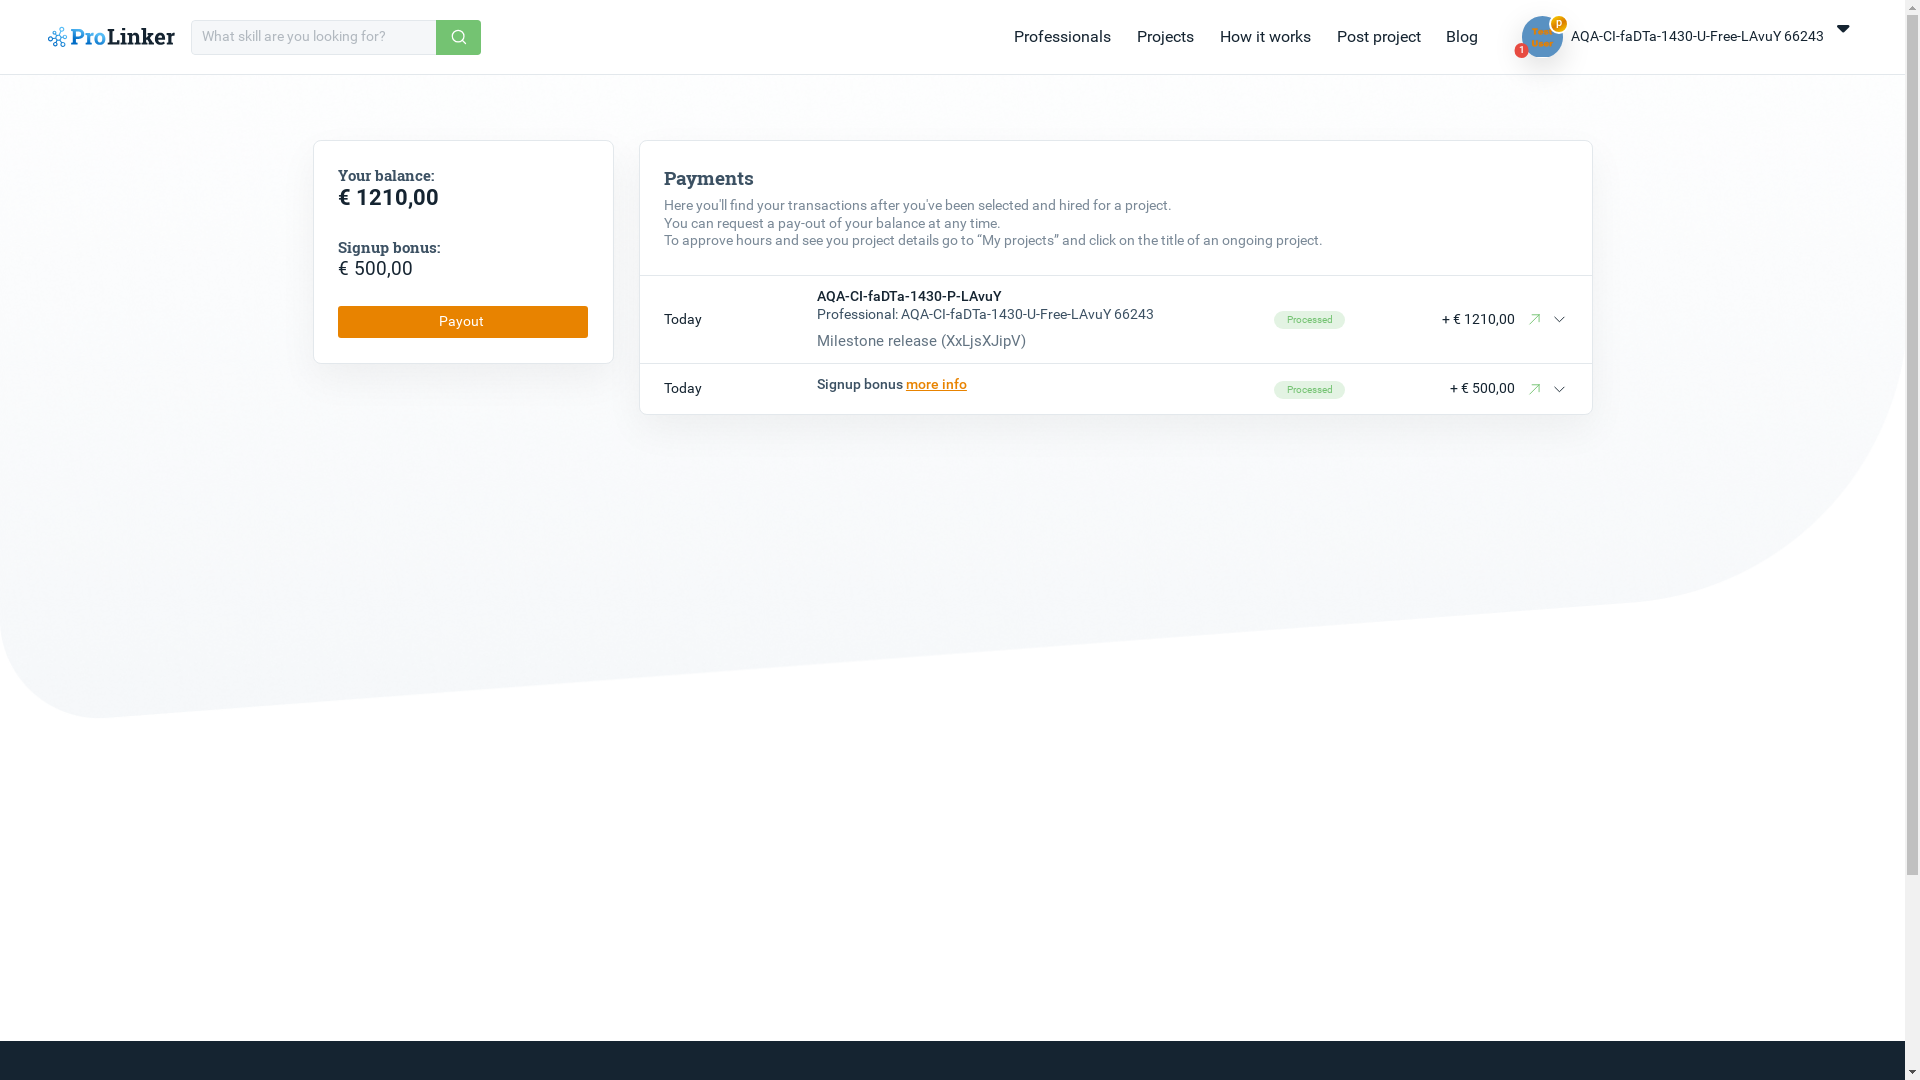 ProLinker
What skill are you looking for?
Professionals
Projects
How it works
Post project
Blog
p
1
Test
User
AQA-CI-faDTa-1430-U-Free-LAvuY 66243
Your balance:
€ 1210,00
Signup bonus:
€ 500,00
Payout
Payments
Here you'll find your transactions after you've been selected and hired for a project.
You can request a pay-out of your balance at any time.
To approve hours and see you project details go to “My projects” and click on the title of an ongoing project.
Today
AQA-CI-faDTa-1430-P-LAvuY
Professional: AQA-CI-faDTa-1430-U-Free-LAvuY 66243
Milestone release (XxLjsXJipV)
Processed
+ € 1210,00
Today
Signup bonus more info
Processed
+ € 500,00